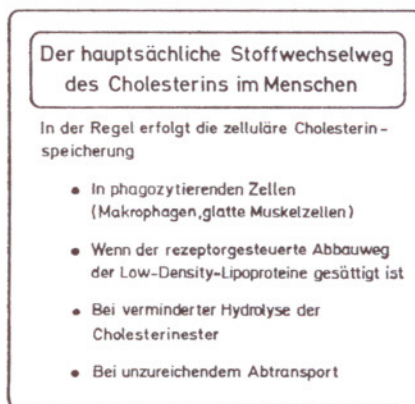 Der hauptsächliche Stoffwechselweg
des Cholesterins im Menschen
In der Regel erfolgt die zelluläre Cholesterin-
speicherung
• In phagozytierenden Zellen
(Makrophagen,glatte Muskelzellen)
• Wenn der rezeptorgesteuerte Abbauweg
der Low-Density-Lipoproteine gesättigt ist
• Bei verminderter Hydrolyse der
Cholesterinester
• Bei unzureichendem Abtransport